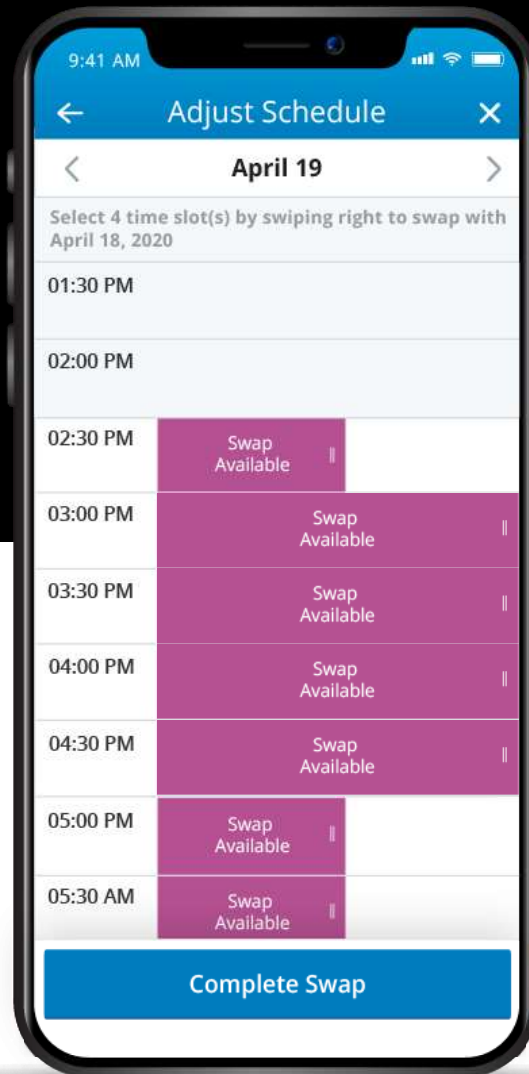 9:41 AM
Adjust Schedule
April 19
Select 4 time slot(s) by swiping right to swap with
April 18, 2020
01:30 PM
02:00 PM
02:30 PM
Swap
Available
03:00 PM
Swap
Available
03:30 PM
Swap
Available
04:00 PM
Swap
Available
04:30 PM
Swap
Available
05:00 PM
Swap
Available
05:30 AM
Swap
Available
Complete Swap